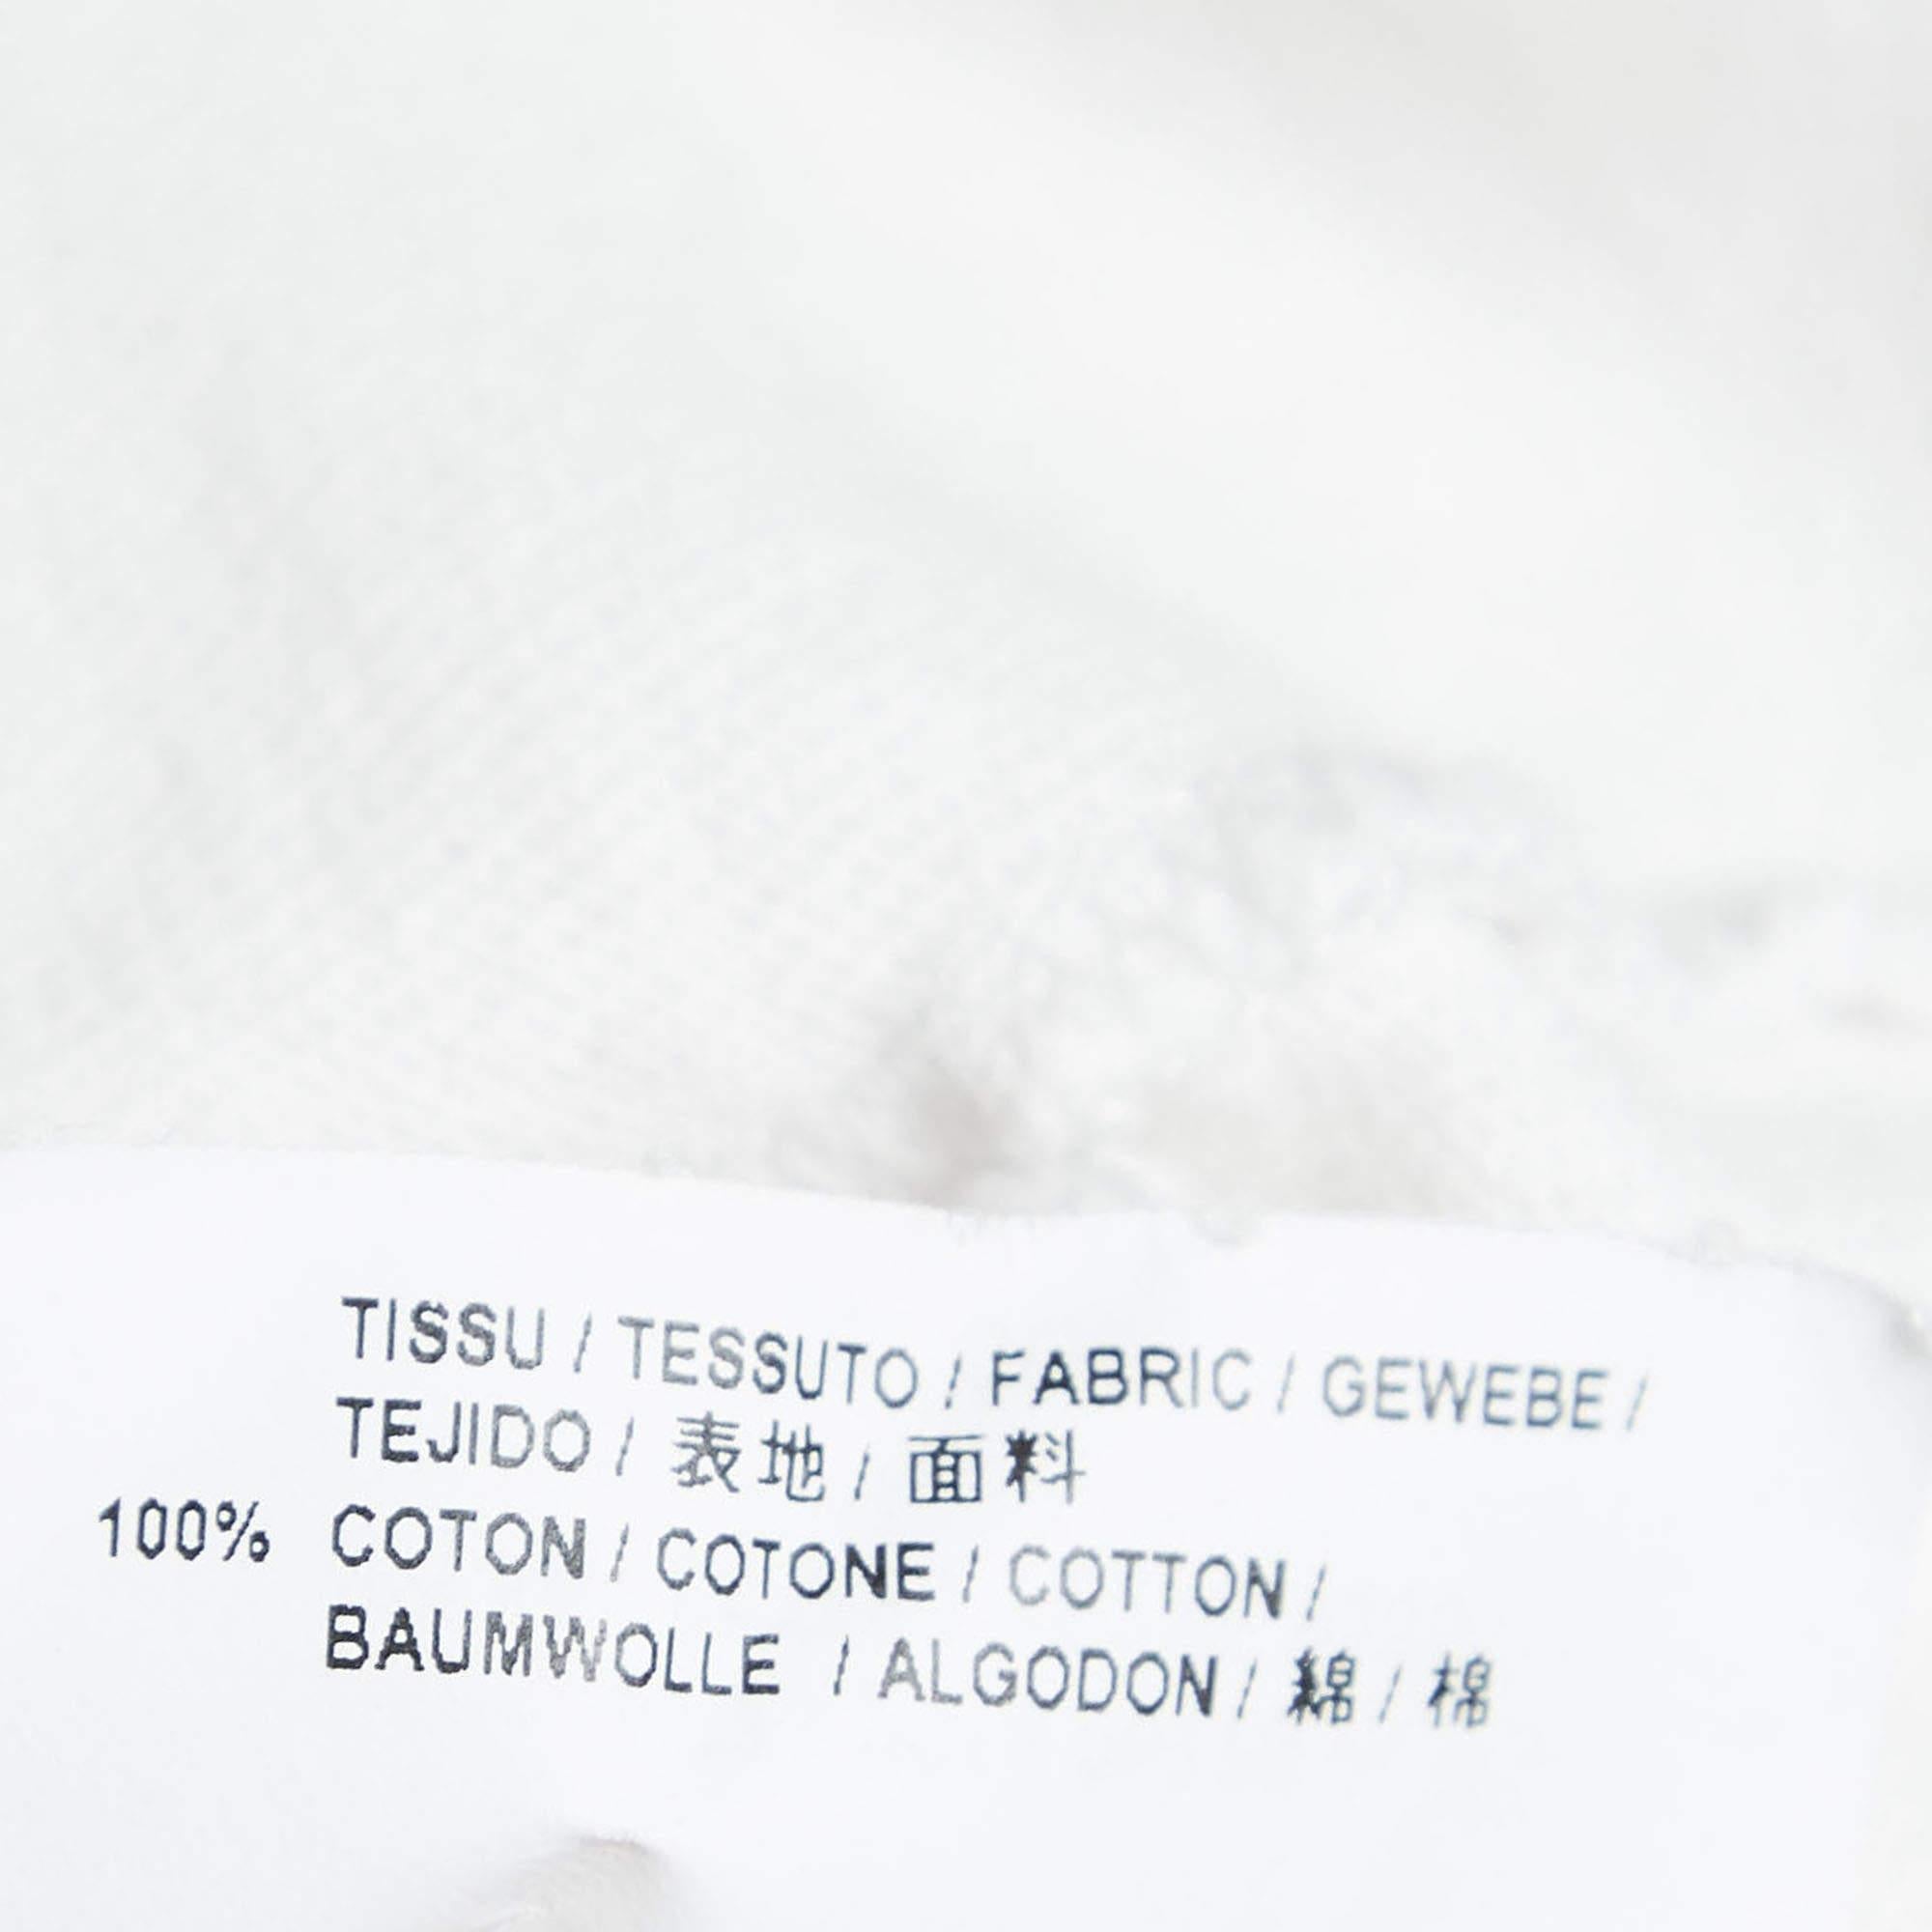 TISSU / TESSUTO / FABRIC / GEWEBE /
TEJIDO / 表地 / 面料
100% COTON / COTONE / COTTON /
BAUMWOLLE / ALGODON / 綿 / 棉